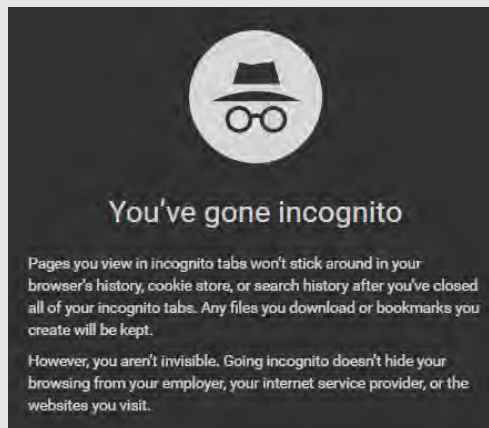 You've gone incognito
Pages you view in incognito tabs won't stick around in your
browser's history, cookie store, or search history after you've closed
all of your incognito tabs. Any files you download or bookmarks you
create will be kept.
However, you aren't invisible. Going incognito doesn't hide your
browsing from your employer, your internet service provider, or the
websites you visit.